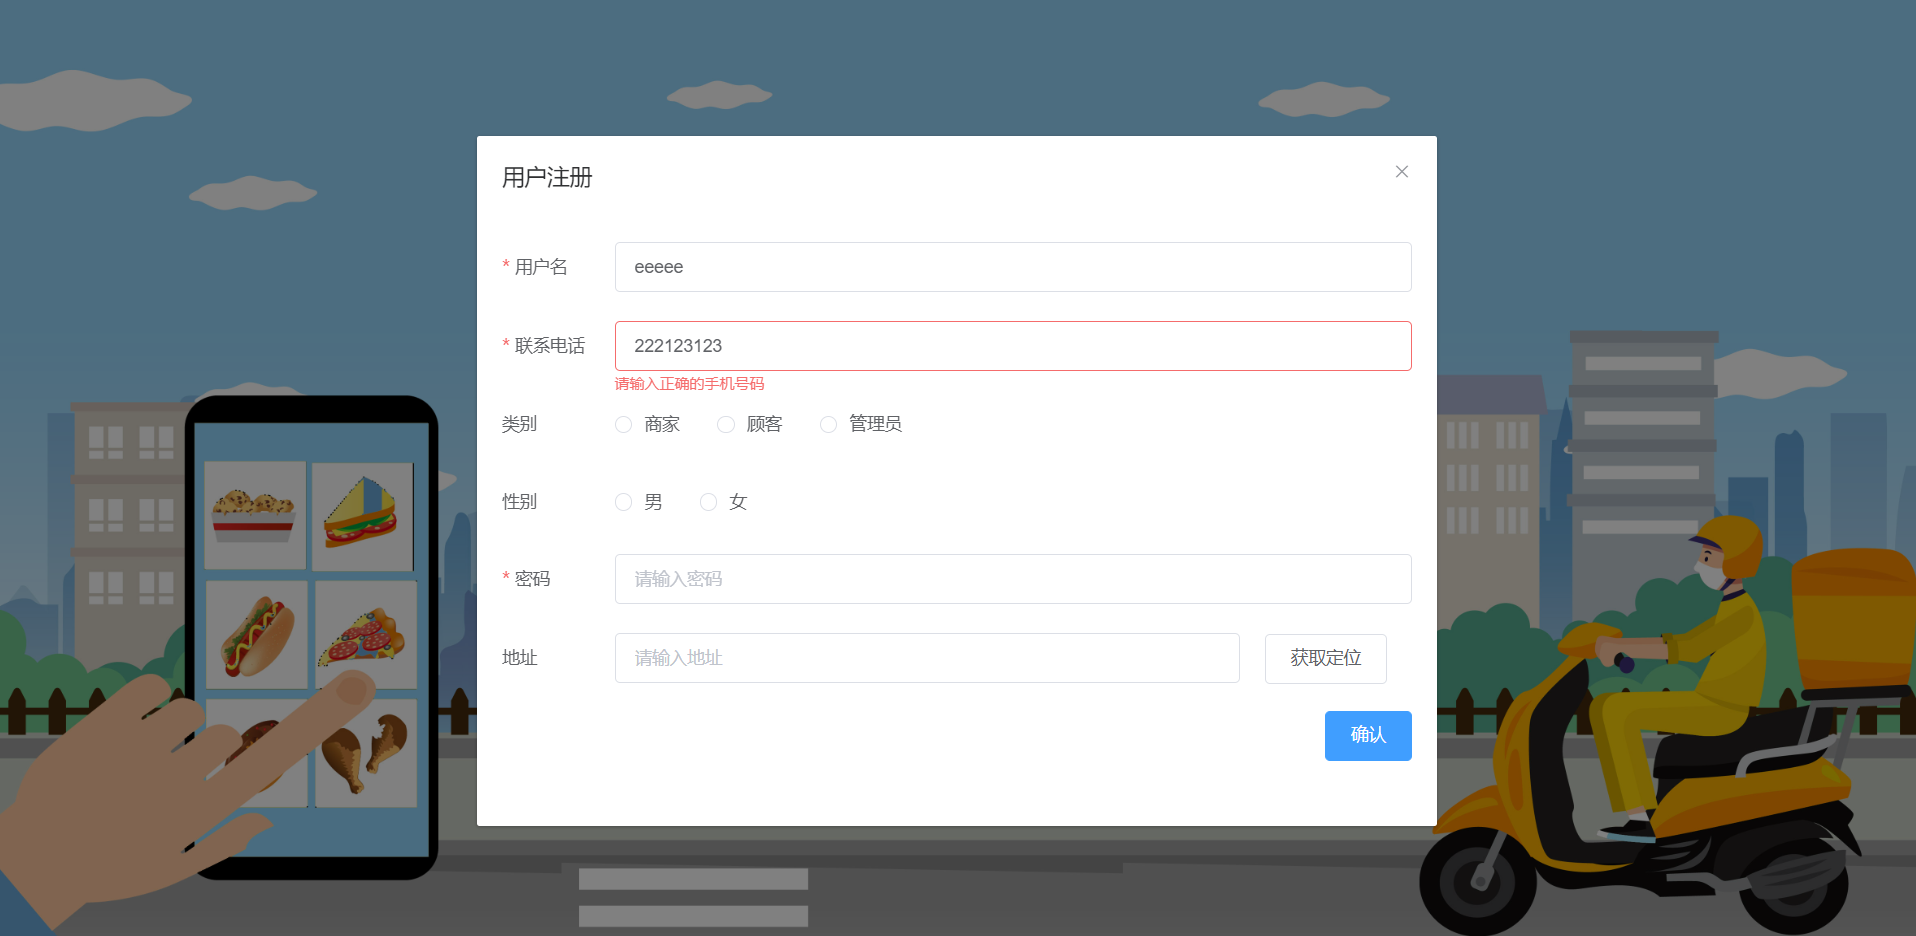 用户注册
* 用户名 eeeee
* 联系电话 222123123
请输入正确的手机号码
类别 商家 顾客 管理员
性别 男 女
* 密码 请输入密码
地址 请输入地址 获取定位
确认